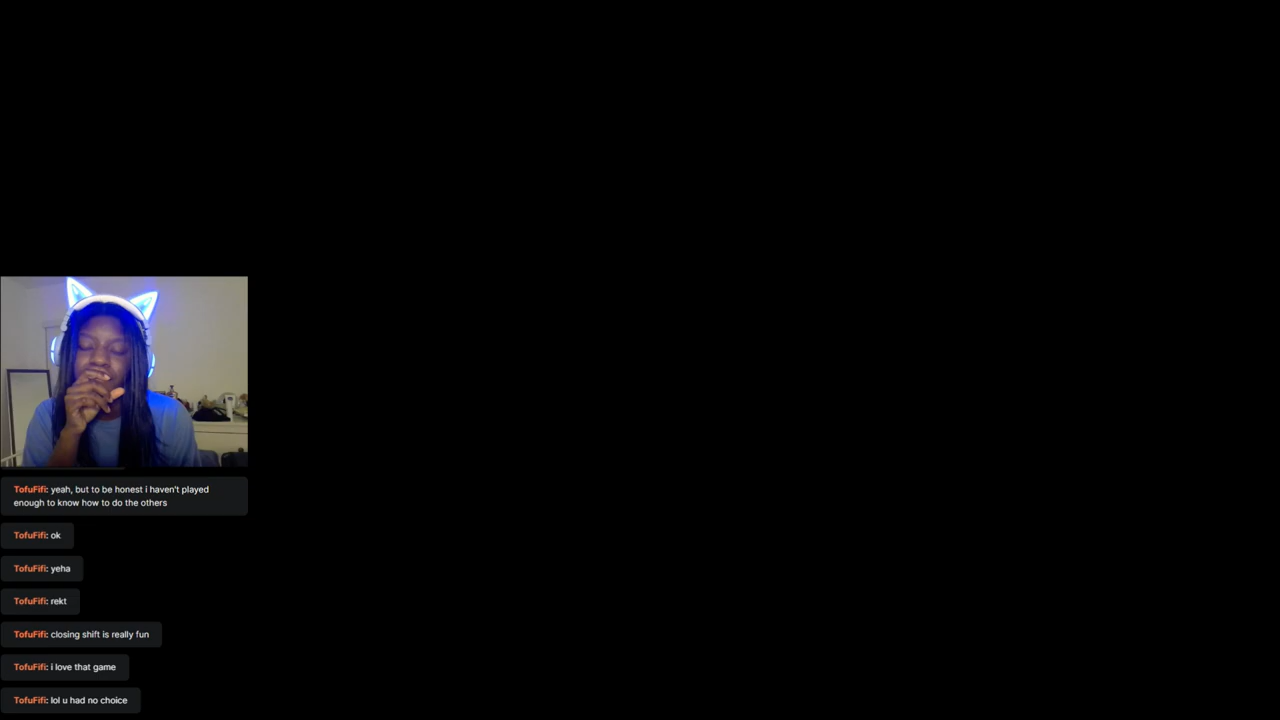 TofuFifi: yeah, but to be honest i haven't played
enough to know how to do the others
TofuFifi: ok
TofuFifi: yeha
TofuFifi: rekt
TofuFifi: closing shift is really fun
TofuFifi: i love that game
TofuFifi: lol u had no choice